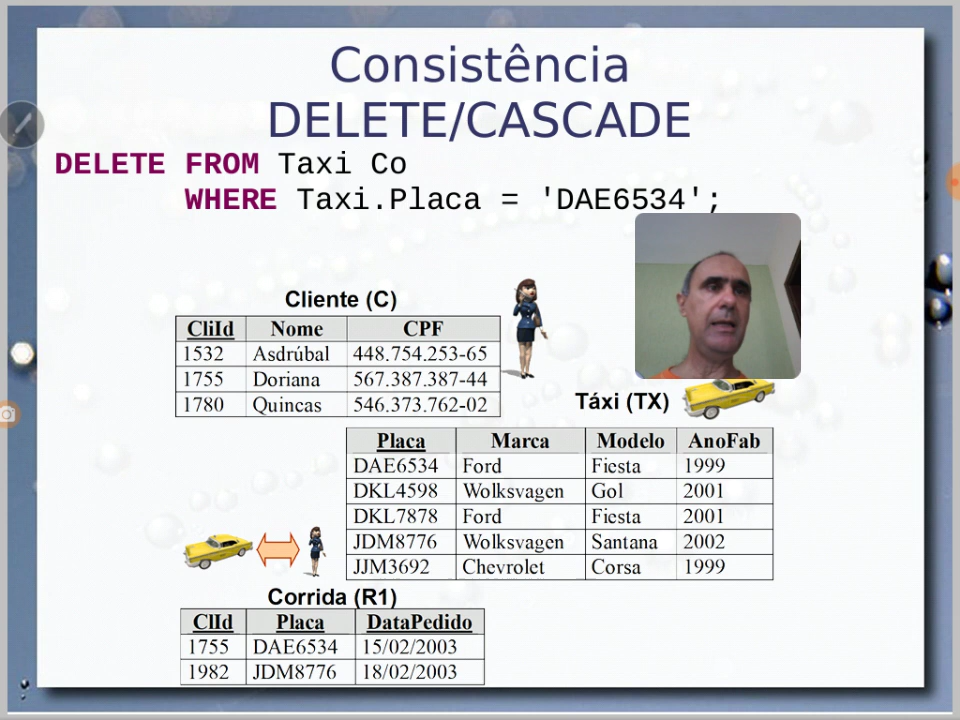 Consistência
DELETE/CASCADE
DELETE FROM Taxi Co
WHERE Taxi.Placa = 'DAE6534';
Cliente (C)
CliId Nome CPF
1532 Asdrúbal 448.754.253-65
1755 Doriana 567.387.387-44
1780 Quincas 546.373.762-02
Táxi (TX)
Placa Marca Modelo AnoFab
DAE6534 Ford Fiesta 1999
DKL4598 Wolksvagen Gol 2001
DKL7878 Ford Fiesta 2001
JDM8776 Wolksvagen Santana 2002
JJM3692 Chevrolet Corsa 1999
Corrida (R1)
ClId Placa DataPedido
1755 DAE6534 15/02/2003
1982 JDM8776 18/02/2003